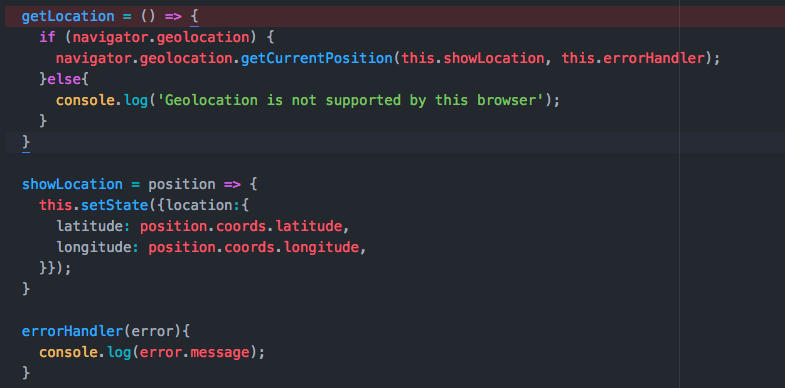 getLocation = () => {
  if (navigator.geolocation) {
    navigator.geolocation.getCurrentPosition(this.showLocation, this.errorHandler);
  }else{
    console.log('Geolocation is not supported by this browser');
  }
}
showLocation = position => {
  this.setState({location:{
    latitude: position.coords.latitude,
    longitude: position.coords.longitude,
  }});
}
errorHandler(error){
  console.log(error.message);
}